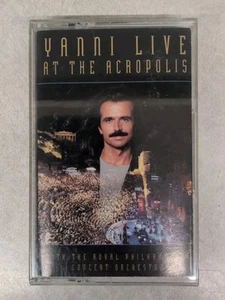 YANNI LIVE
AT THE ACROPOLIS
THE ROYAL PHILHARMONIC
CONCERT ORCHESTRA